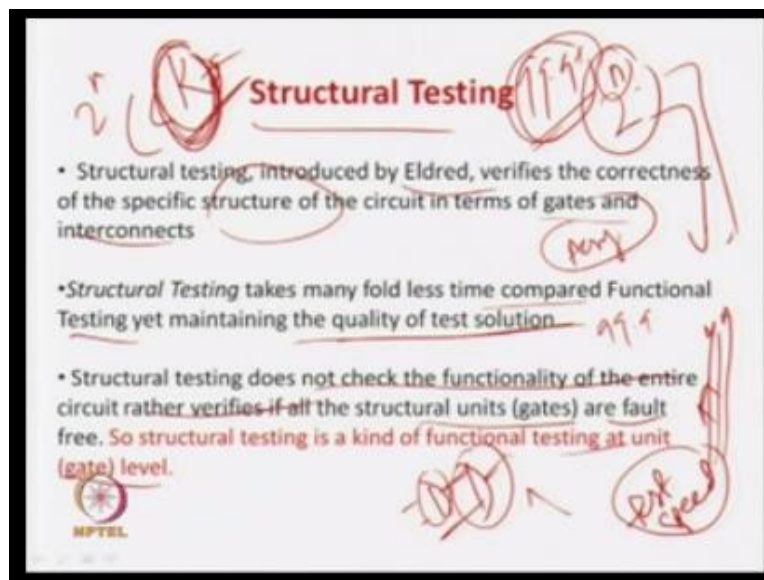 Structural Testing
• Structural testing, introduced by Eldred, verifies the correctness
of the specific structure of the circuit in terms of gates and
interconnects
•Structural Testing takes many fold less time compared Functional
Testing yet maintaining the quality of test solution
• Structural testing does not check the functionality of the entire
circuit rather verifies if all the structural units (gates) are fault
free. So structural testing is a kind of functional testing at unit
(gate) level.
test
speed
NPTEL